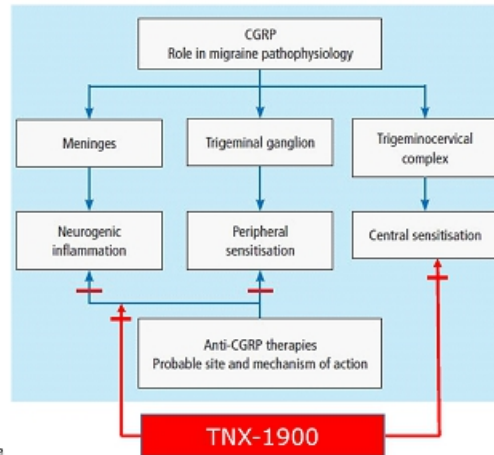 CGRP
Role in migraine pathophysiology
Meninges
Trigeminal ganglion
Trigeminocervical
complex
Neurogenic
inflammation
Peripheral
sensitisation
Central sensitisation
Anti-CGRP therapies
Probable site and mechanism of action
TNX-1900